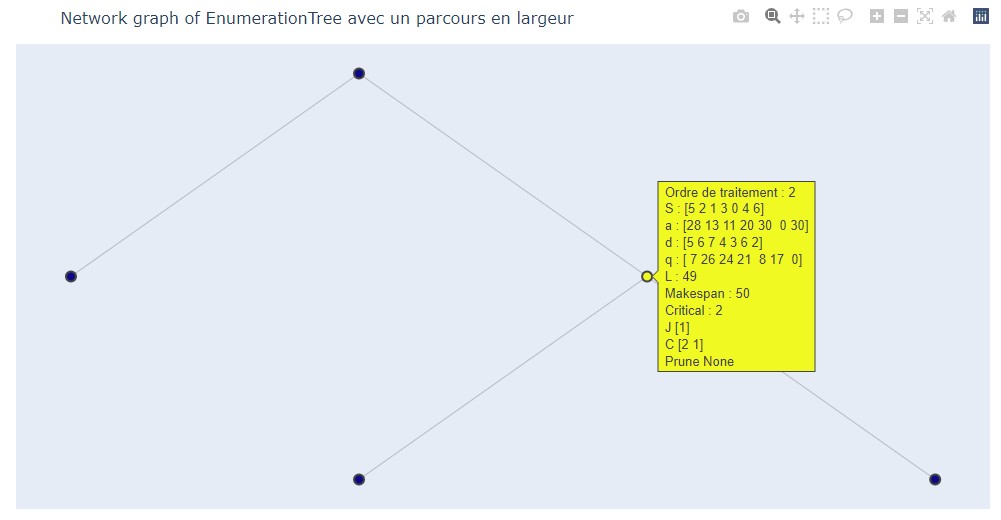 Network graph of EnumerationTree avec un parcours en largeur
Ordre de traitement : 2
S : [5 2 1 3 0 4 6]
a : [28 13 11 20 30  0 30]
d : [5 6 7 4 3 6 2]
q : [ 7 26 24 21  8 17  0]
L : 49
Makespan : 50
Critical : 2
J [1]
C [2 1]
Prune None